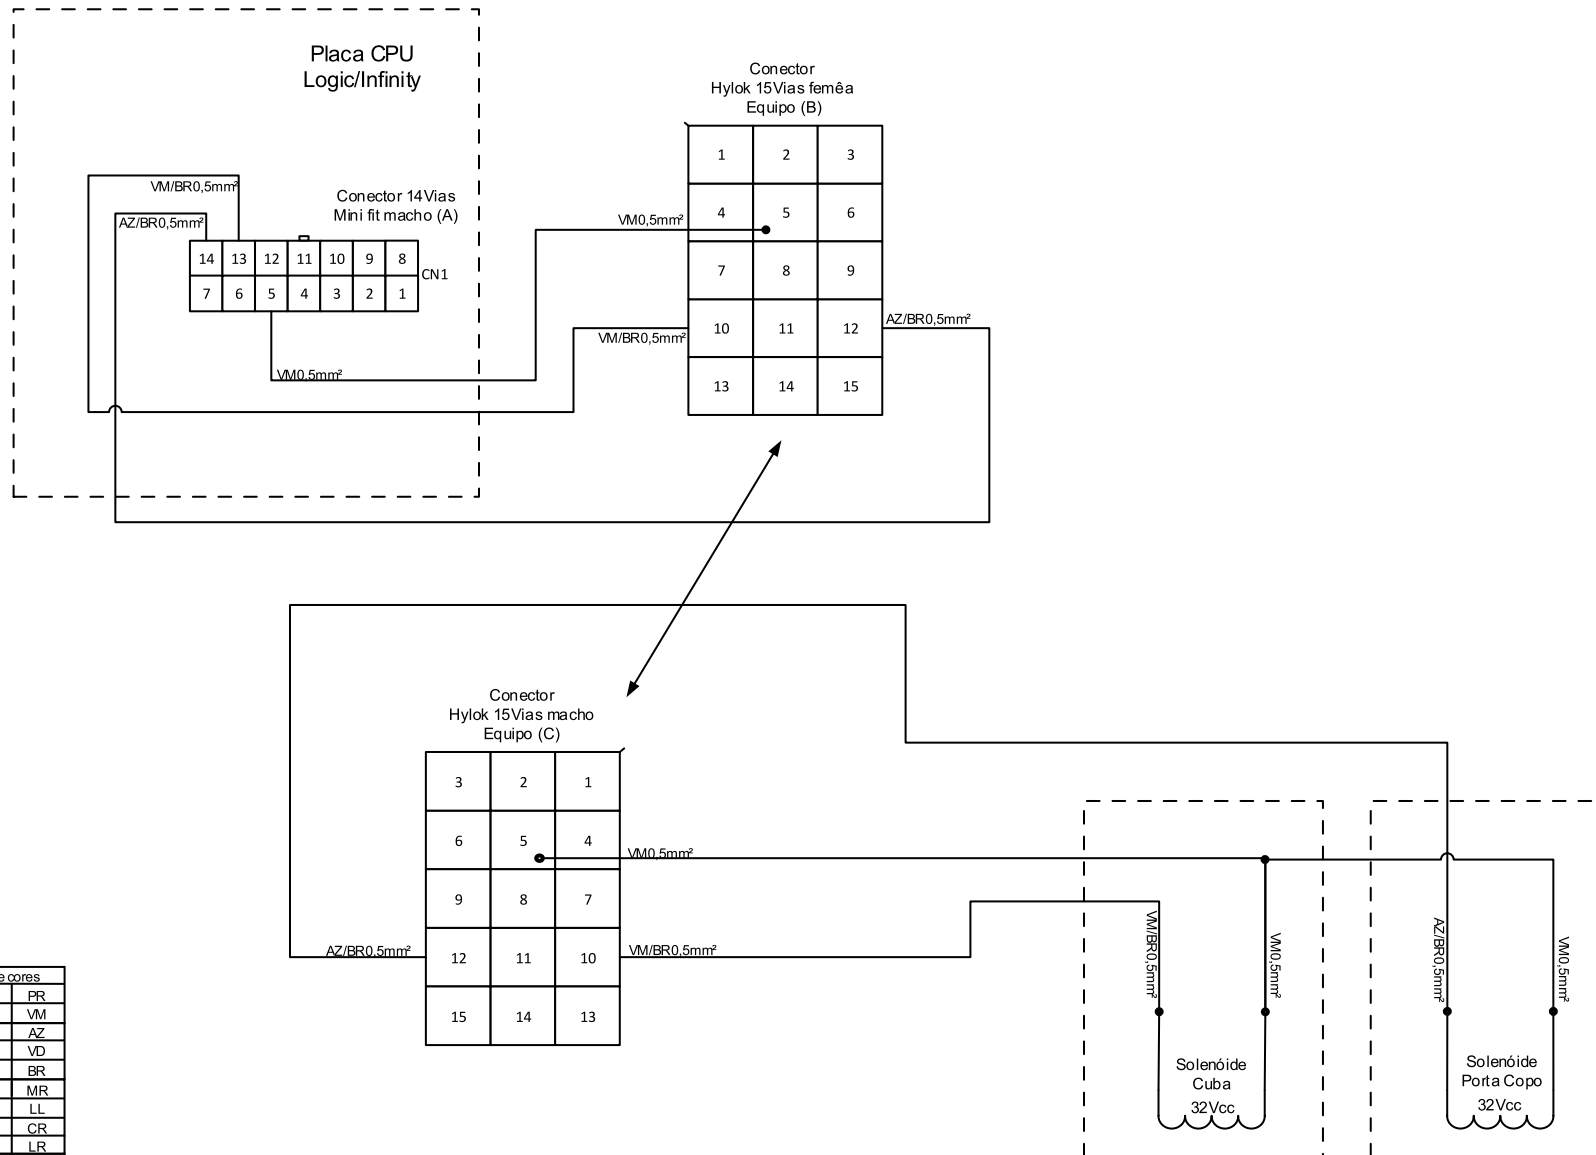 Placa CPU
Logic/Infinity
Conector
Hylok 15Vias femêa
Equipo (B)
1 2 3
4 5 6
7 8 9
10 11 12
13 14 15
VM/BR0,5mm²
AZ/BR0,5mm²
Conector 14Vias
Mini fit macho (A)
14 13 12 11 10 9 8
7 6 5 4 3 2 1
CN1
VM0,5mm²
VM0,5mm²
VM/BR0,5mm²
AZ/BR0,5mm²
Conector
Hylok 15Vias macho
Equipo (C)
3 2 1
6 5 4
9 8 7
12 11 10
15 14 13
VM0,5mm²
AZ/BR0,5mm²
VM/BR0,5mm²
VM/BR0,5mm²
VM0,5mm²
AZ/BR0,5mm²
VM0,5mm²
Solenóide
Cuba
32Vcc
Solenóide
Porta Copo
32Vcc
e cores
PR
VM
AZ
VD
BR
MR
LL
CR
LR